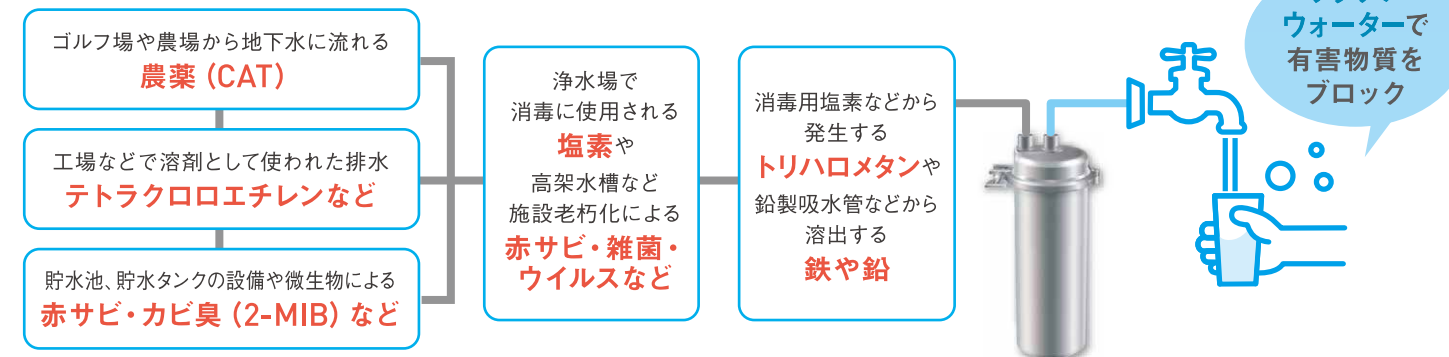 ゴルフ場や農場から地下水に流れる
農薬（CAT）
工場などで溶剤として使われた排水
テトラクロロエチレンなど
貯水池、貯水タンクの設備や微生物による
赤サビ・カビ臭（2-MIB）など
浄水場で
消毒に使用される
塩素や
高架水槽など
施設老朽化による
赤サビ・雑菌・
ウイルスなど
消毒用塩素などから
発生する
トリハロメタンや
鉛製吸水管などから
溶出する
鉄や鉛
ウォーターで
有害物質を
ブロック